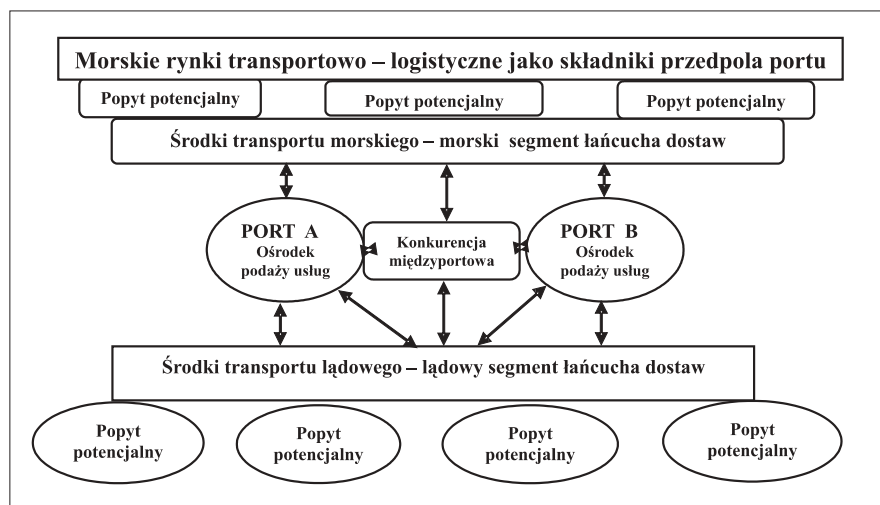 Morskie rynki transportowo – logistyczne jako składniki przedpola portu
Popyt potencjalny
Popyt potencjalny
Popyt potencjalny
Środki transportu morskiego – morski segment łańcucha dostaw
PORT A
Ośrodek
podaży usług
Konkurencja
międzyportowa
PORT B
Ośrodek
podaży usług
Środki transportu lądowego – lądowy segment łańcucha dostaw
Popyt
potencjalny
Popyt
potencjalny
Popyt
potencjalny
Popyt
potencjalny